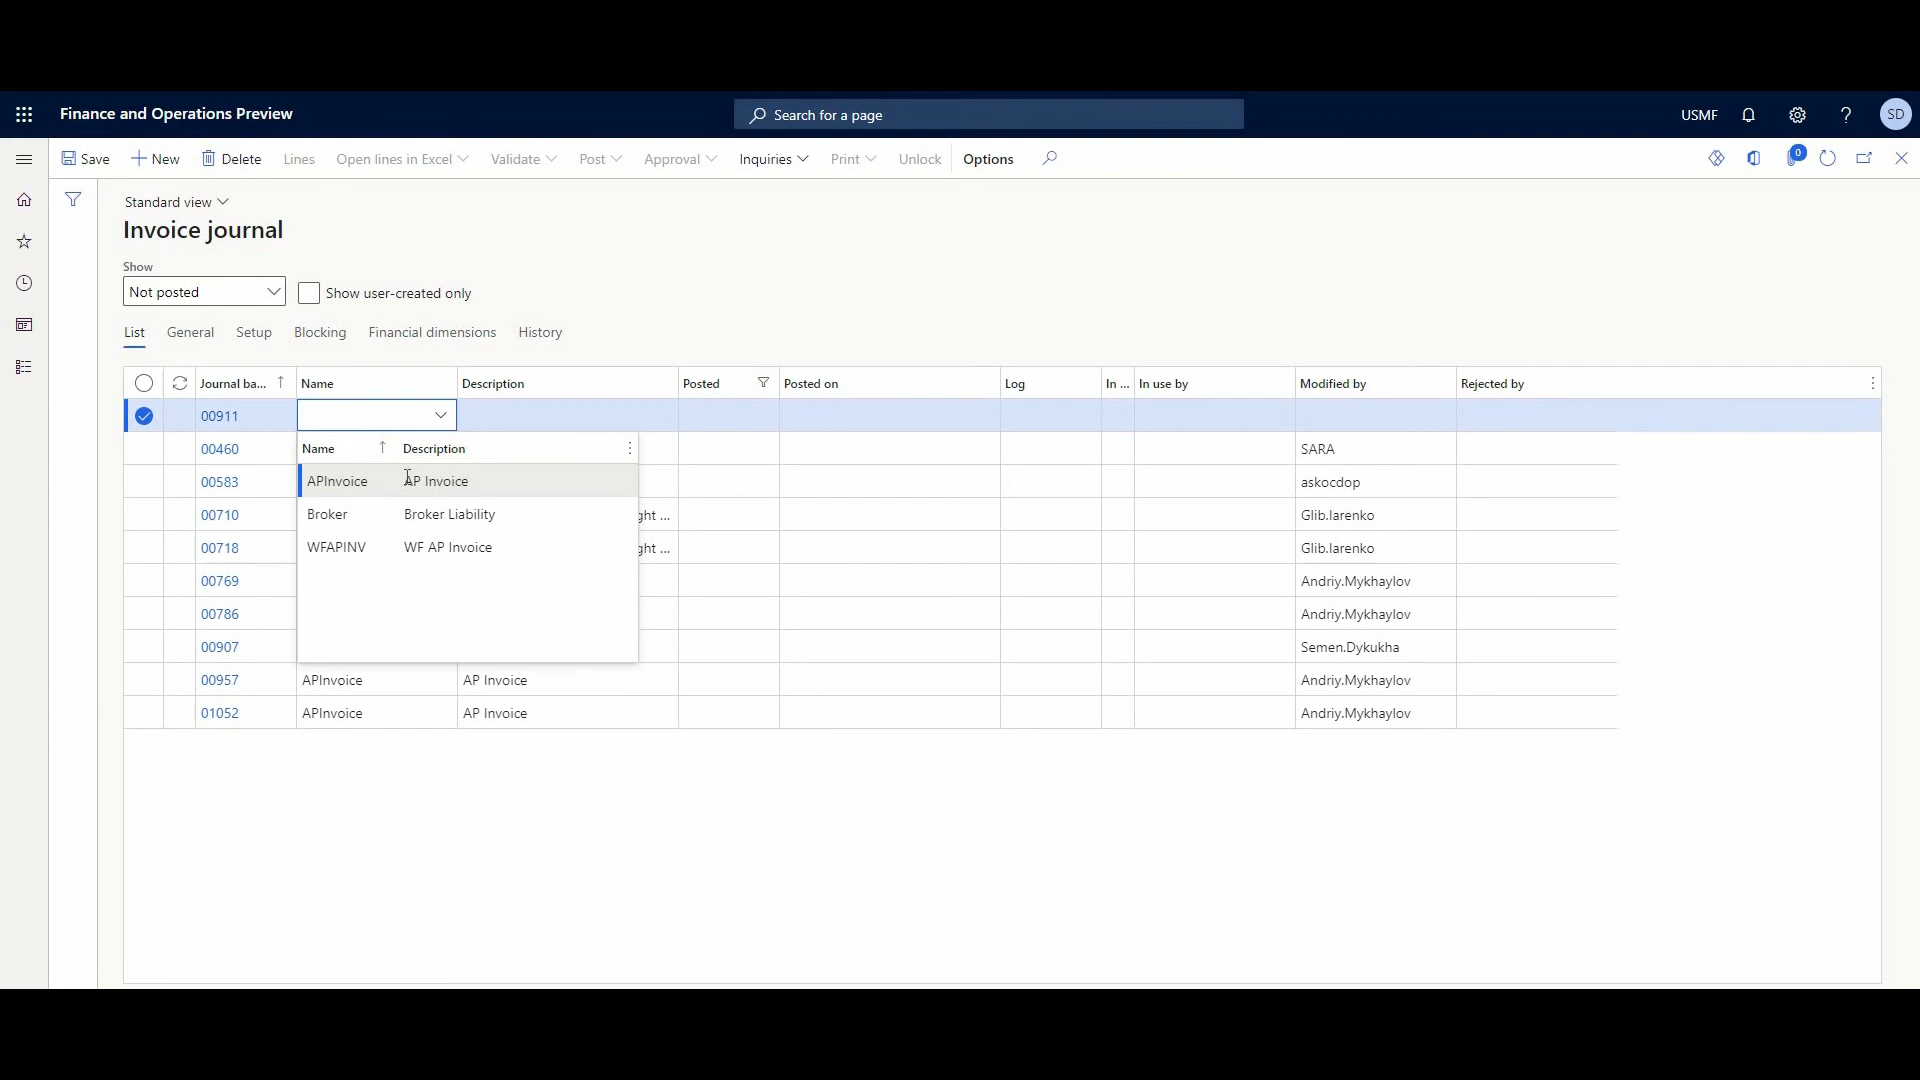 Finance and Operations Preview
Search for a page
USMF
?
SD
Save
New
Delete
Lines
Open lines in Excel
Validate
Post
Approval
Inquiries
Print
Unlock
Options
0
Standard view
Invoice journal
Show
Not posted
Show user-created only
List General Setup Blocking Financial dimensions History
Journal ba... Name Description Posted Posted on Log In ... In use by Modified by Rejected by
00911
Name Description
00460 SARA
APInvoice AP Invoice
00583 askocdop
Broker Broker Liability
00710 ght ... Glib.Iarenko
WFAPINV WF AP Invoice
00718 ght ... Glib.Iarenko
00769 Andriy.Mykhaylov
00786 Andriy.Mykhaylov
00907 Semen.Dykukha
00957 APInvoice AP Invoice Andriy.Mykhaylov
01052 APInvoice AP Invoice Andriy.Mykhaylov